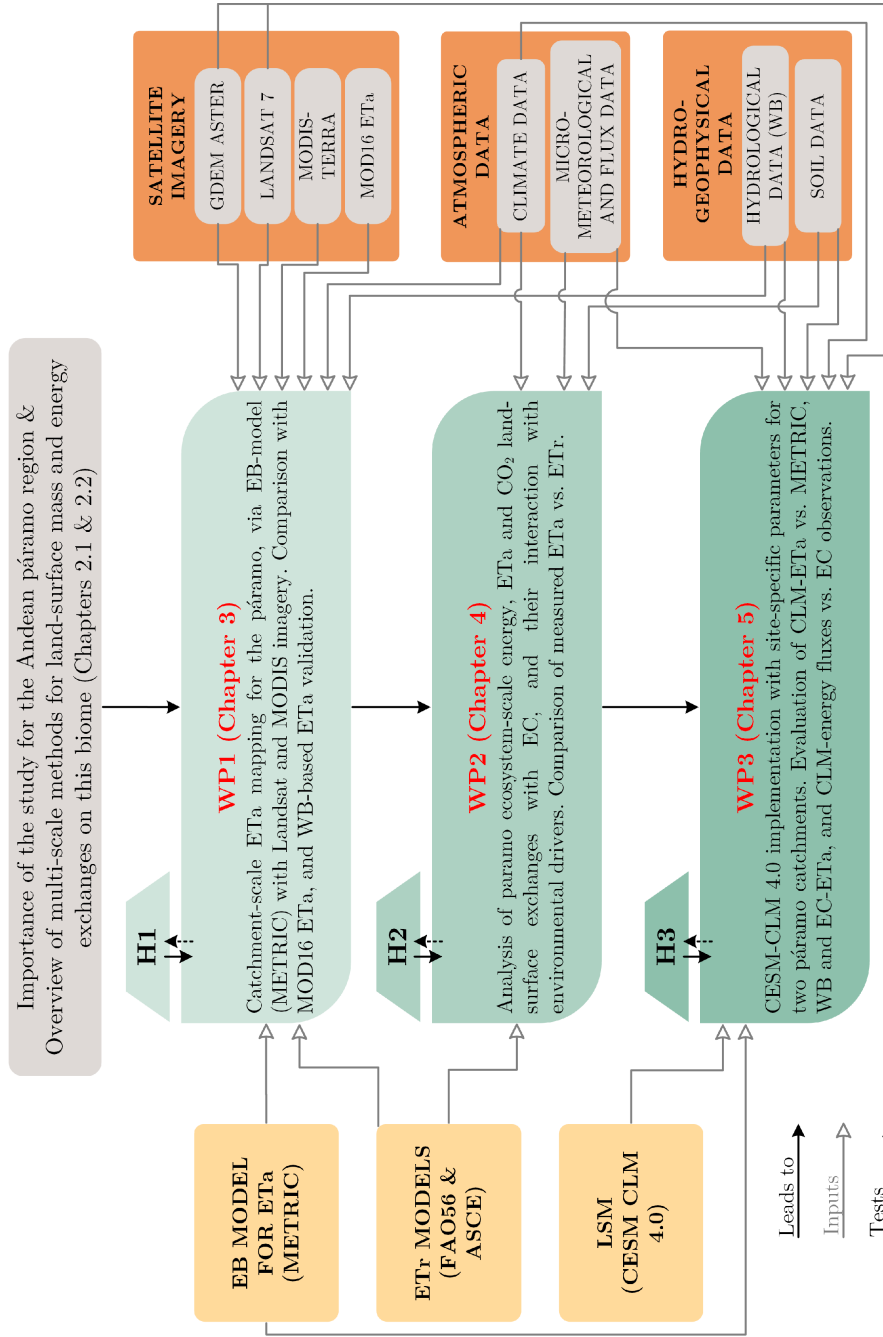 Importance of the study for the Andean páramo region &
Overview of multi-scale methods for land-surface mass and energy
exchanges on this biome (Chapters 2.1 & 2.2)
EB MODEL
FOR ETa
(METRIC)
ETr MODELS
(FAO56 &
ASCE)
LSM
(CESM CLM
4.0)
Leads to
Inputs
Tests
H1
WP1 (Chapter 3)
Catchment-scale ETa mapping for the páramo, via EB-model
(METRIC) with Landsat and MODIS imagery. Comparison with
MOD16 ETa, and WB-based ETa validation.
H2
WP2 (Chapter 4)
Analysis of paramo ecosystem-scale energy, ETa and CO₂ land-
surface exchanges with EC, and their interaction with
environmental drivers. Comparison of measured ETa vs. ETr.
H3
WP3 (Chapter 5)
CESM-CLM 4.0 implementation with site-specific parameters for
two páramo catchments. Evaluation of CLM-ETa vs. METRIC,
WB and EC-ETa, and CLM-energy fluxes vs. EC observations.
SATELLITE
IMAGERY
GDEM ASTER
LANDSAT 7
MODIS-
TERRA
MOD16 ETa
ATMOSPHERIC
DATA
CLIMATE DATA
MICRO-
METEOROLOGICAL
AND FLUX DATA
HYDRO-
GEOPHYSICAL
DATA
HYDROLOGICAL
DATA (WB)
SOIL DATA